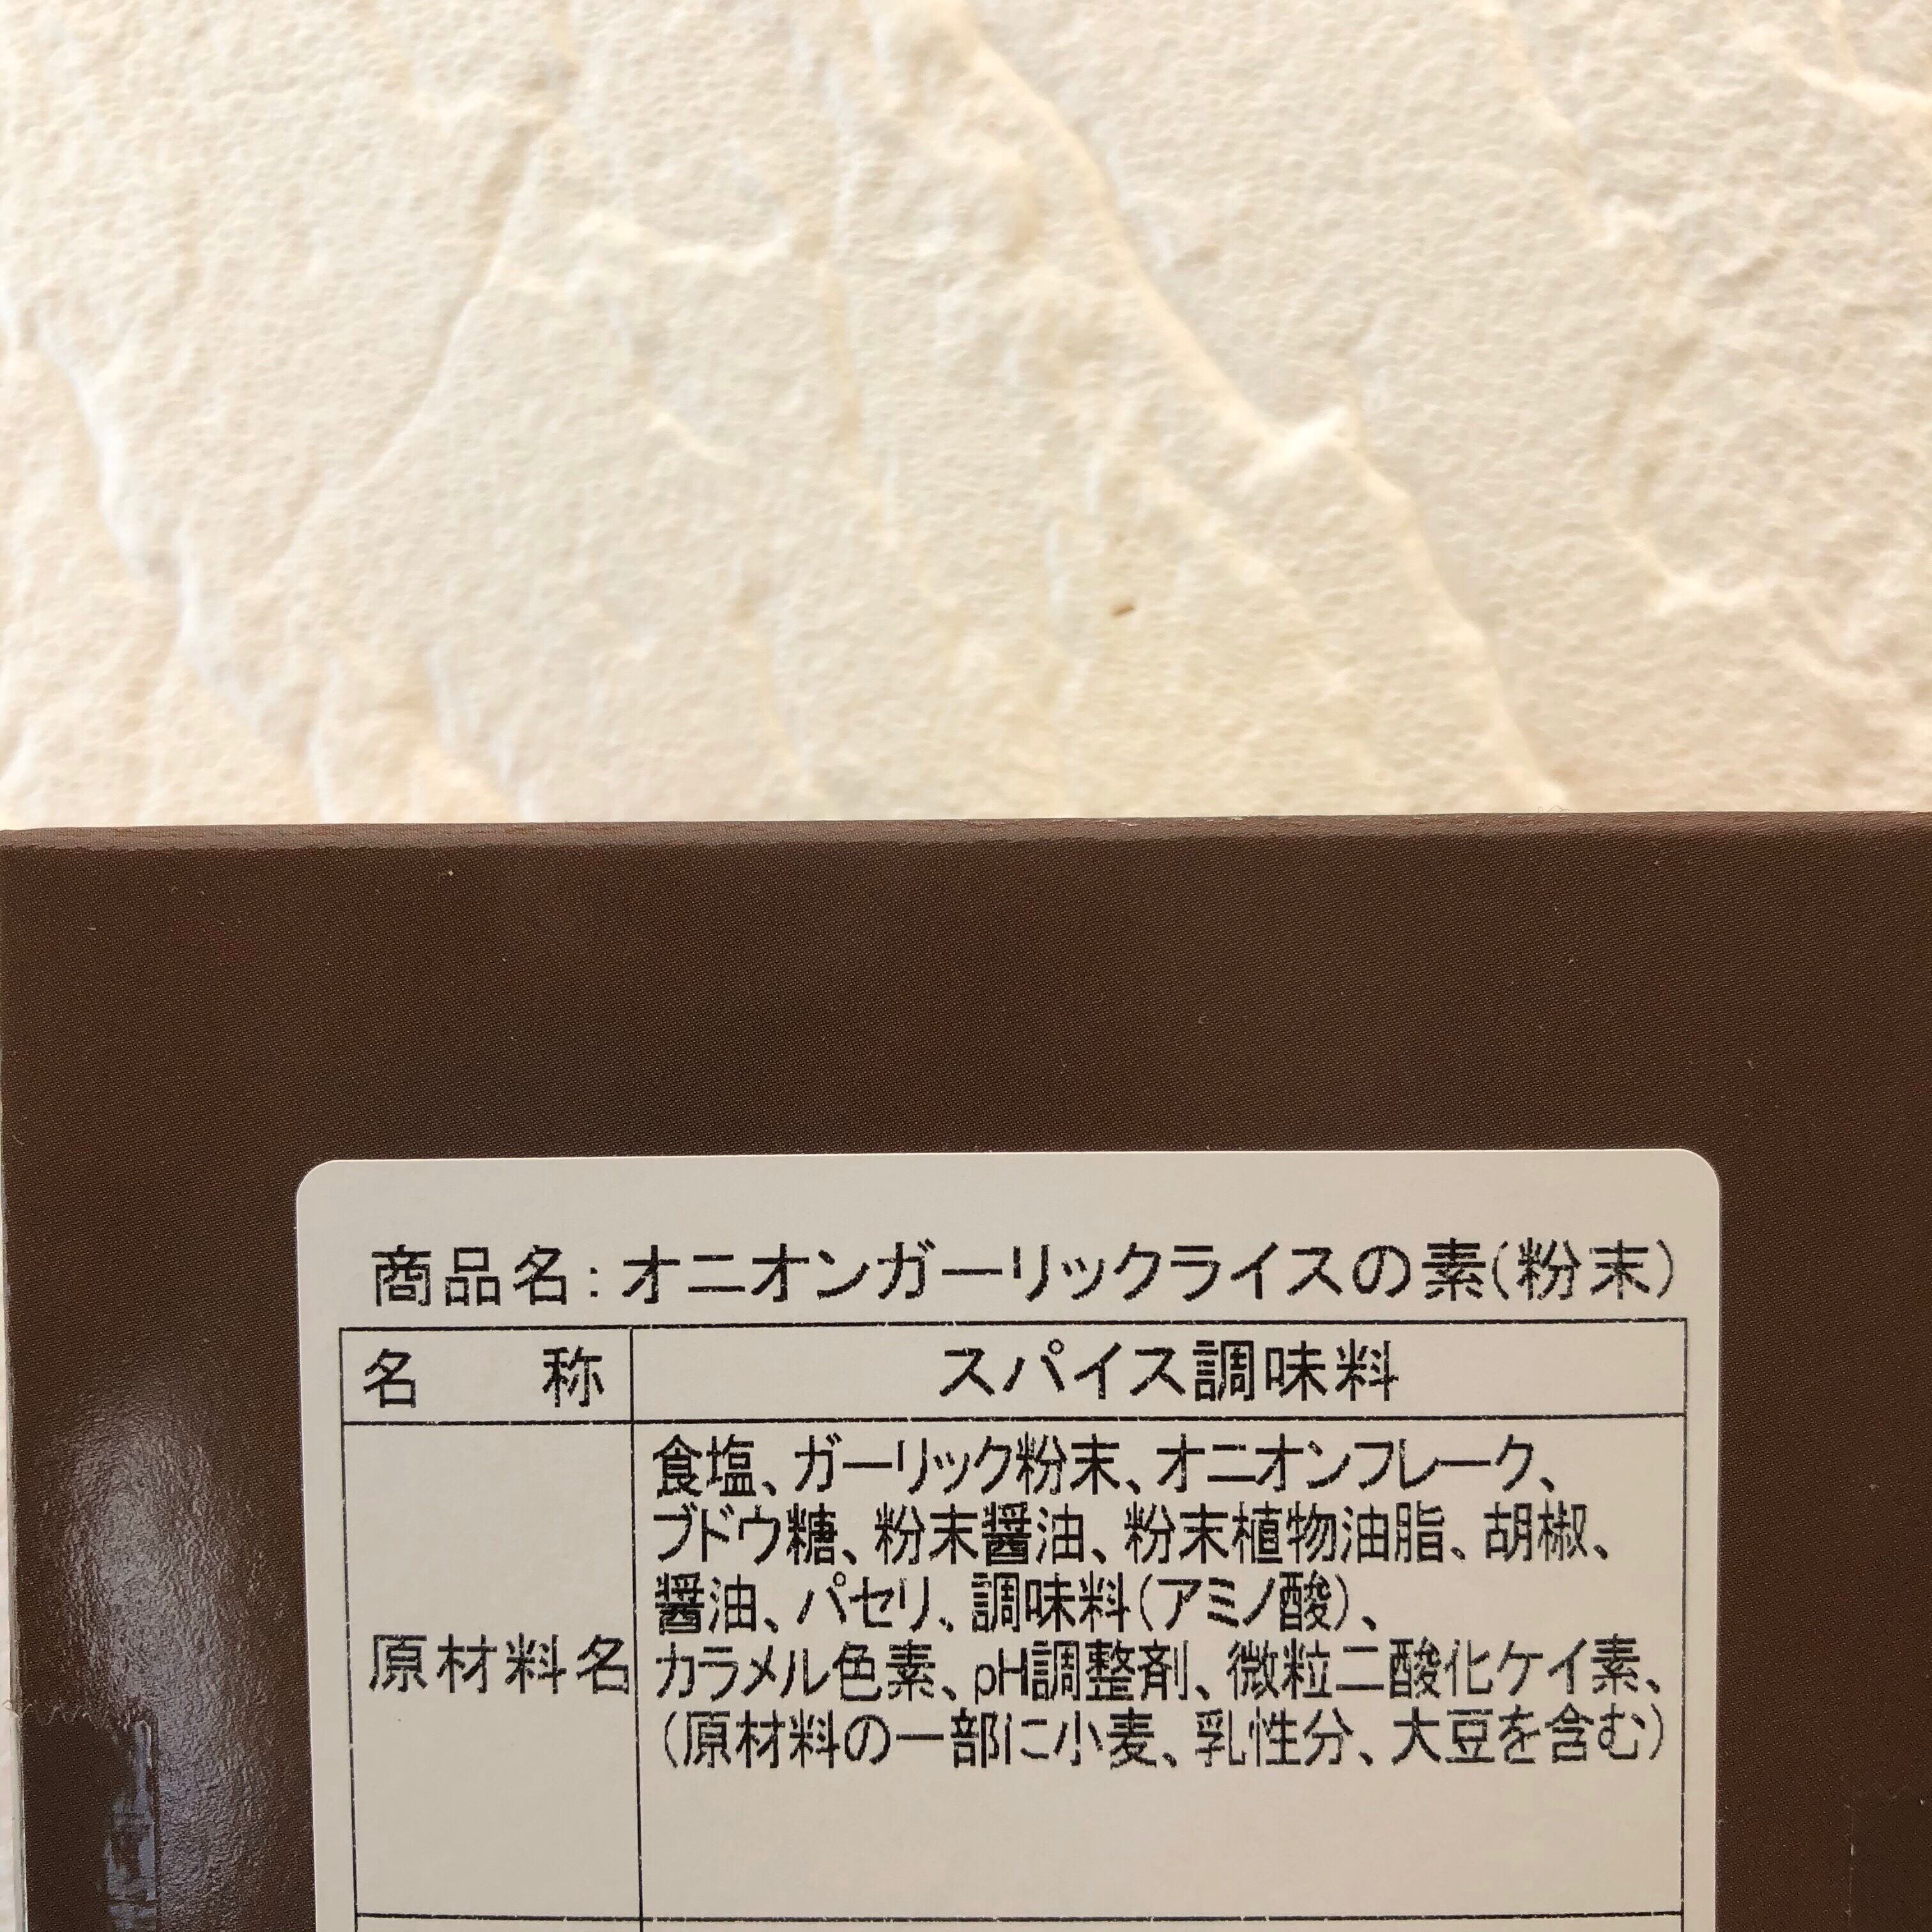 商品名:オニオンガーリックライスの素(粉末)
名　称 スパイス調味料
原材料名
食塩、ガーリック粉末、オニオンフレーク、
ブドウ糖、粉末醤油、粉末植物油脂、胡椒、
醤油、パセリ、調味料(アミノ酸)、
カラメル色素、pH調整剤、微粒二酸化ケイ素、
(原材料の一部に小麦、乳性分、大豆を含む)